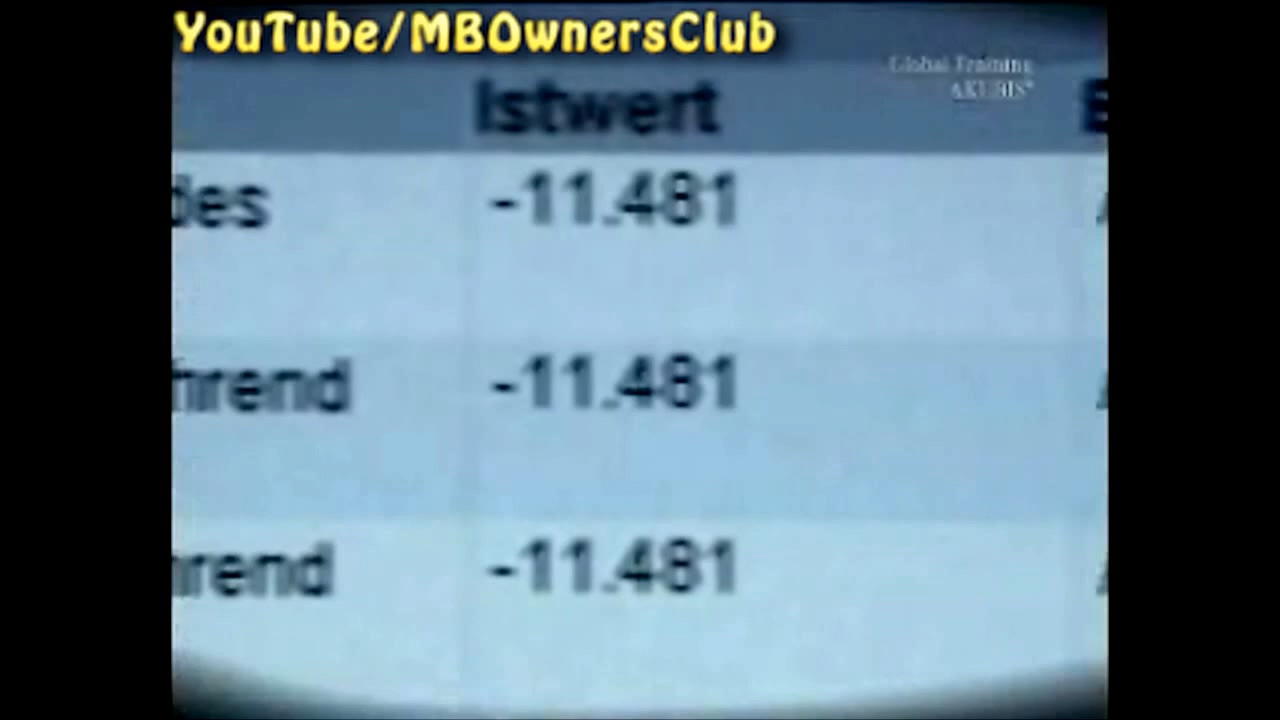 YouTube/MBOwnersClub
Global Training
Istwert
des -11.481
hrend -11.481
hrend -11.481